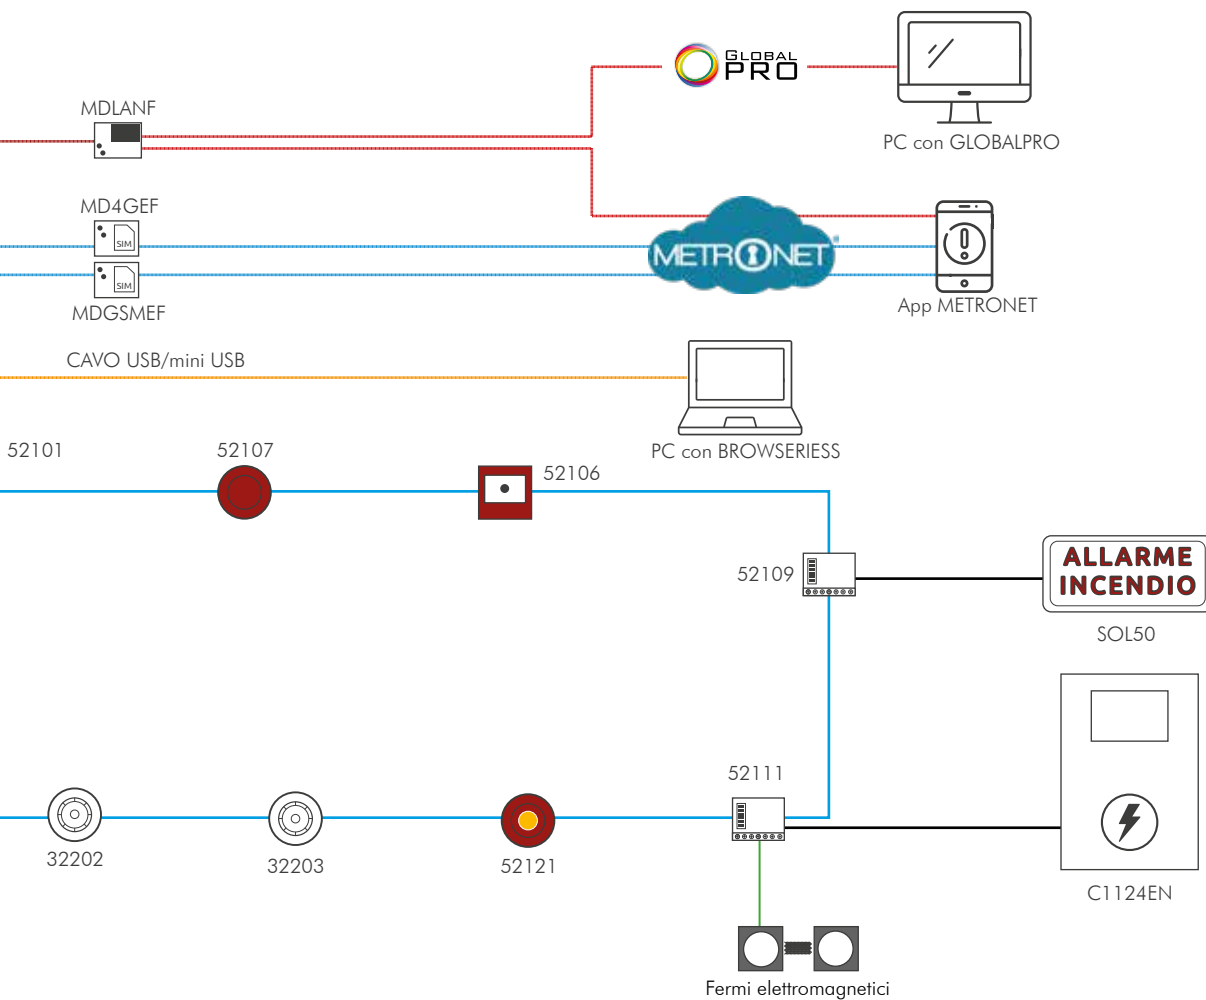 GLOBAL
PRO
MDLANF
PC con GLOBALPRO
MD4GEF
SIM
METRONET®
SIM
MDGSMEF
App METRONET
CAVO USB/mini USB
PC con BROWSERIESS
52101
52107
52106
52109
ALLARME
INCENDIO
SOL50
52111
32202
32203
52121
C1124EN
Fermi elettromagnetici